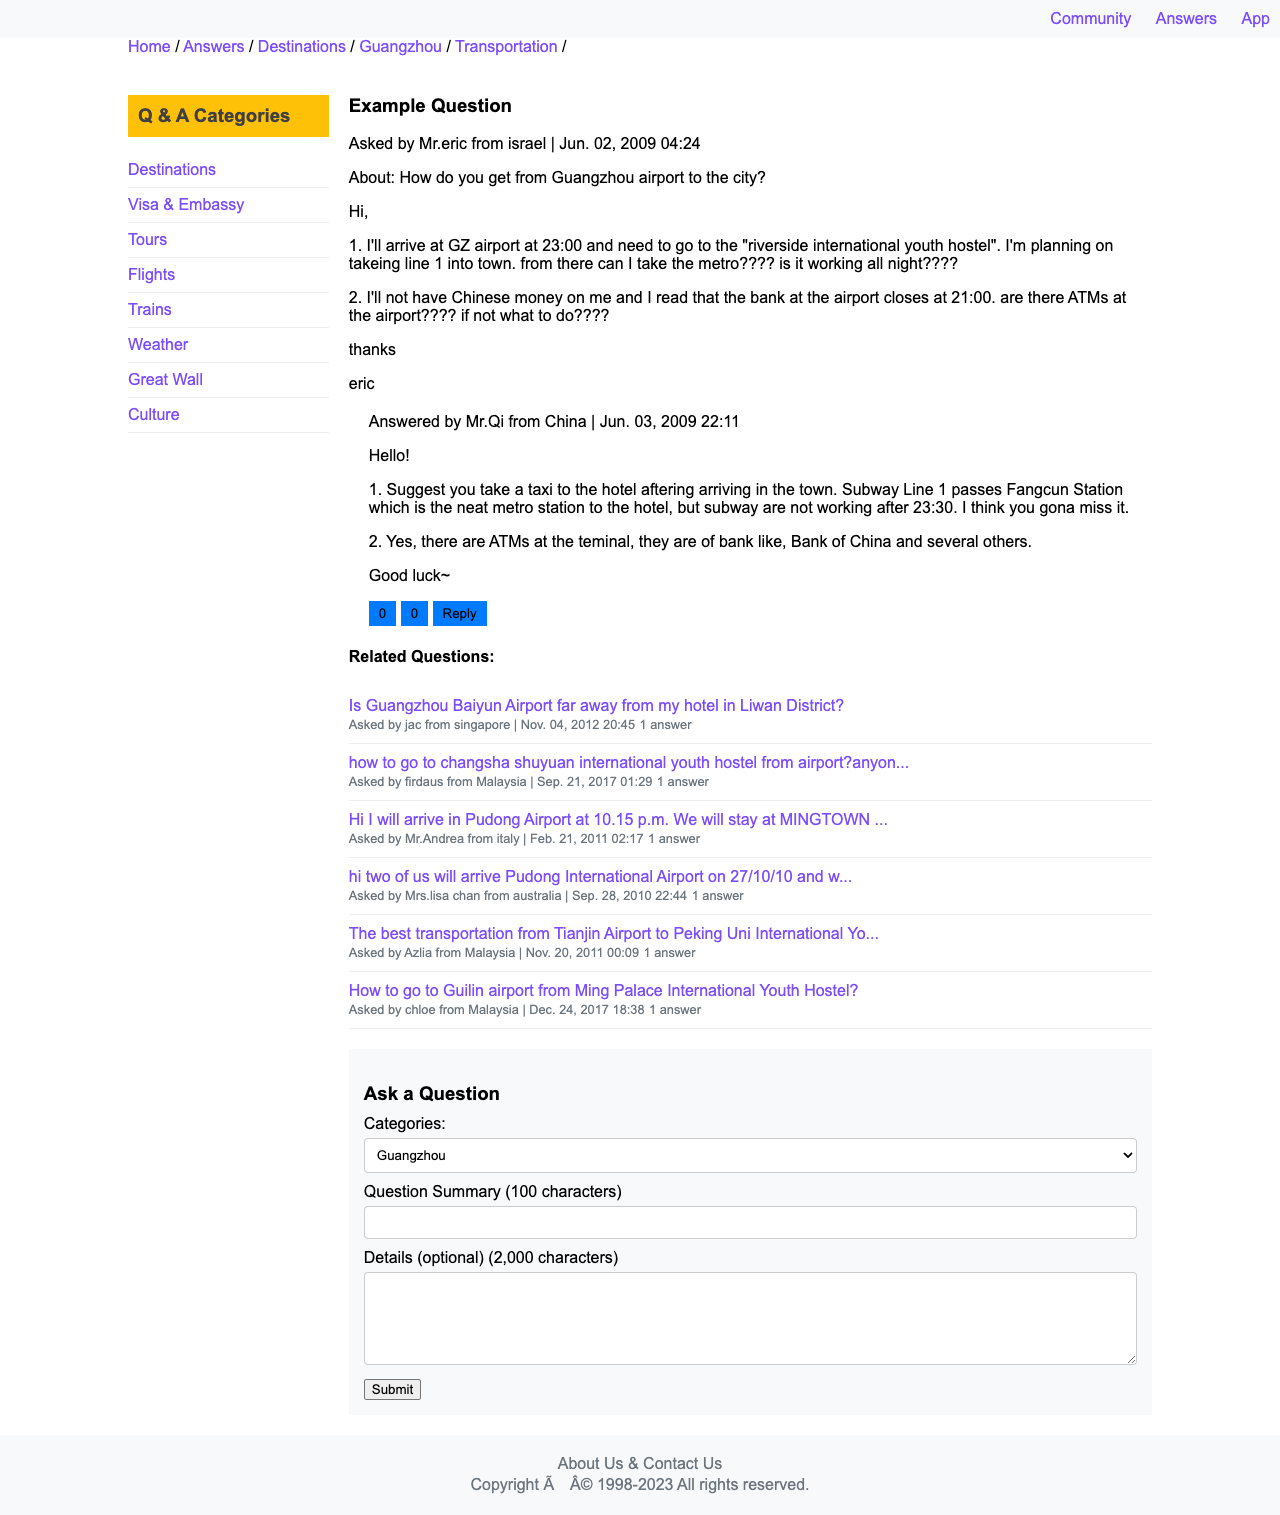 Community Answers App
Home / Answers / Destinations / Guangzhou / Transportation /
Q & A Categories
Destinations
Visa & Embassy
Tours
Flights
Trains
Weather
Great Wall
Culture
Example Question
Asked by Mr.eric from israel | Jun. 02, 2009 04:24
About: How do you get from Guangzhou airport to the city?
Hi,
1. I'll arrive at GZ airport at 23:00 and need to go to the "riverside international youth hostel". I'm planning on
takeing line 1 into town. from there can I take the metro???? is it working all night????
2. I'll not have Chinese money on me and I read that the bank at the airport closes at 21:00. are there ATMs at
the airport???? if not what to do????
thanks
eric
Answered by Mr.Qi from China | Jun. 03, 2009 22:11
Hello!
1. Suggest you take a taxi to the hotel aftering arriving in the town. Subway Line 1 passes Fangcun Station
which is the neat metro station to the hotel, but subway are not working after 23:30. I think you gona miss it.
2. Yes, there are ATMs at the teminal, they are of bank like, Bank of China and several others.
Good luck~
0 0 Reply
Related Questions:
Is Guangzhou Baiyun Airport far away from my hotel in Liwan District?
Asked by jac from singapore | Nov. 04, 2012 20:45 1 answer
how to go to changsha shuyuan international youth hostel from airport?anyon...
Asked by firdaus from Malaysia | Sep. 21, 2017 01:29 1 answer
Hi I will arrive in Pudong Airport at 10.15 p.m. We will stay at MINGTOWN ...
Asked by Mr.Andrea from italy | Feb. 21, 2011 02:17 1 answer
hi two of us will arrive Pudong International Airport on 27/10/10 and w...
Asked by Mrs.lisa chan from australia | Sep. 28, 2010 22:44 1 answer
The best transportation from Tianjin Airport to Peking Uni International Yo...
Asked by Azlia from Malaysia | Nov. 20, 2011 00:09 1 answer
How to go to Guilin airport from Ming Palace International Youth Hostel?
Asked by chloe from Malaysia | Dec. 24, 2017 18:38 1 answer
Ask a Question
Categories:
Guangzhou
Question Summary (100 characters)
Details (optional) (2,000 characters)
Submit
About Us & Contact Us
Copyright Ã Â© 1998-2023 All rights reserved.